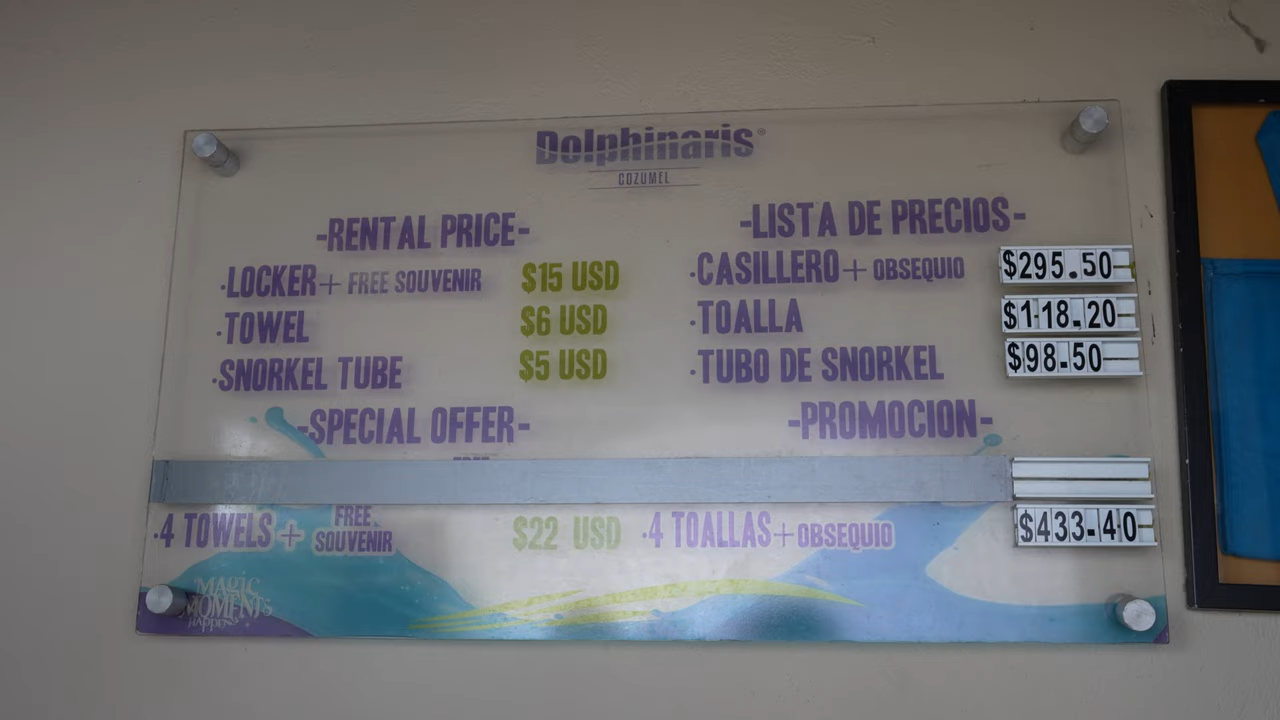 Dolphinaris®
COZUMEL
-RENTAL PRICE-
·LOCKER + FREE SOUVENIR $15 USD
·TOWEL $6 USD
·SNORKEL TUBE $5 USD
-SPECIAL OFFER-
·4 TOWELS + FREE SOUVENIR $22 USD
-LISTA DE PRECIOS-
·CASILLERO + OBSEQUIO $295.50
·TOALLA $118.20
·TUBO DE SNORKEL $98.50
-PROMOCION-
·4 TOALLAS + OBSEQUIO $433.40
MAGIC
MOMENTS
HAPPEN